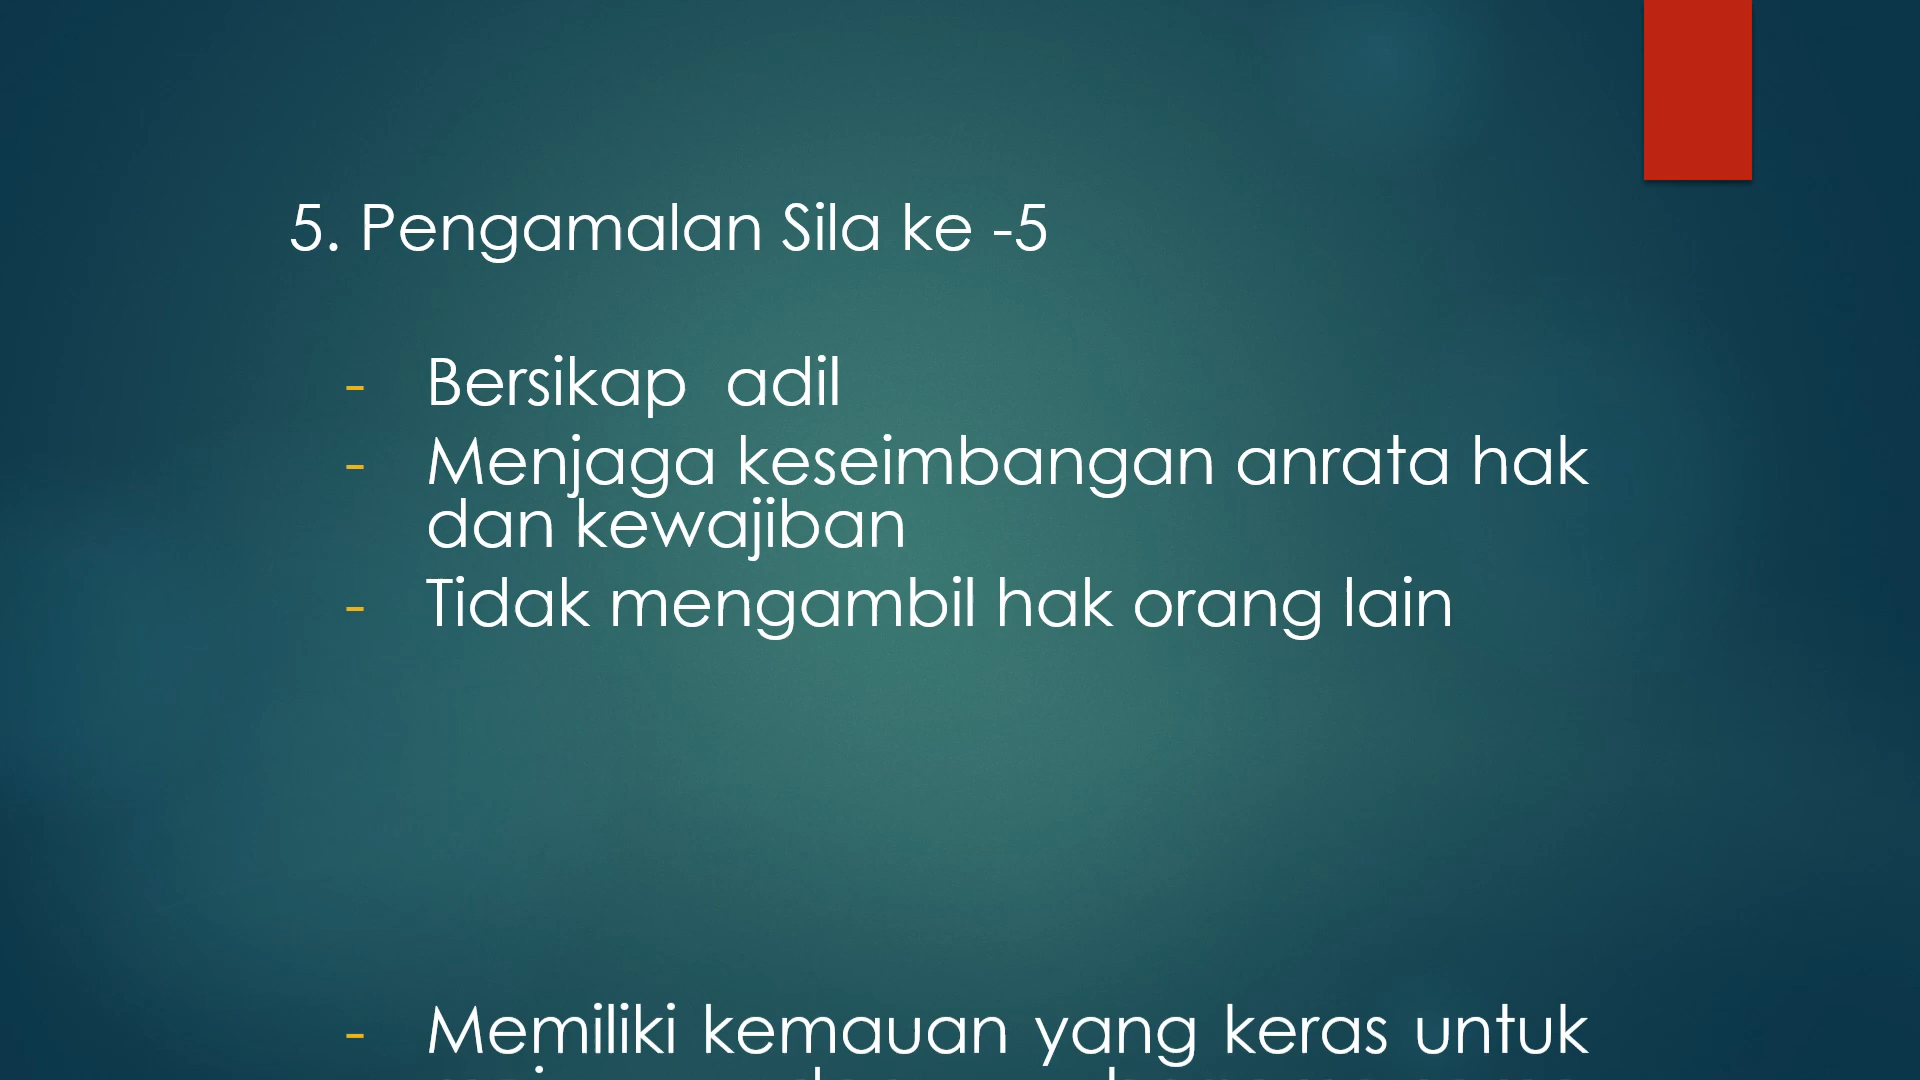 5. Pengamalan Sila ke -5
- Bersikap  adil
- Menjaga keseimbangan anrata hak
dan kewajiban
- Tidak mengambil hak orang lain
- Memiliki kemauan yang keras untuk